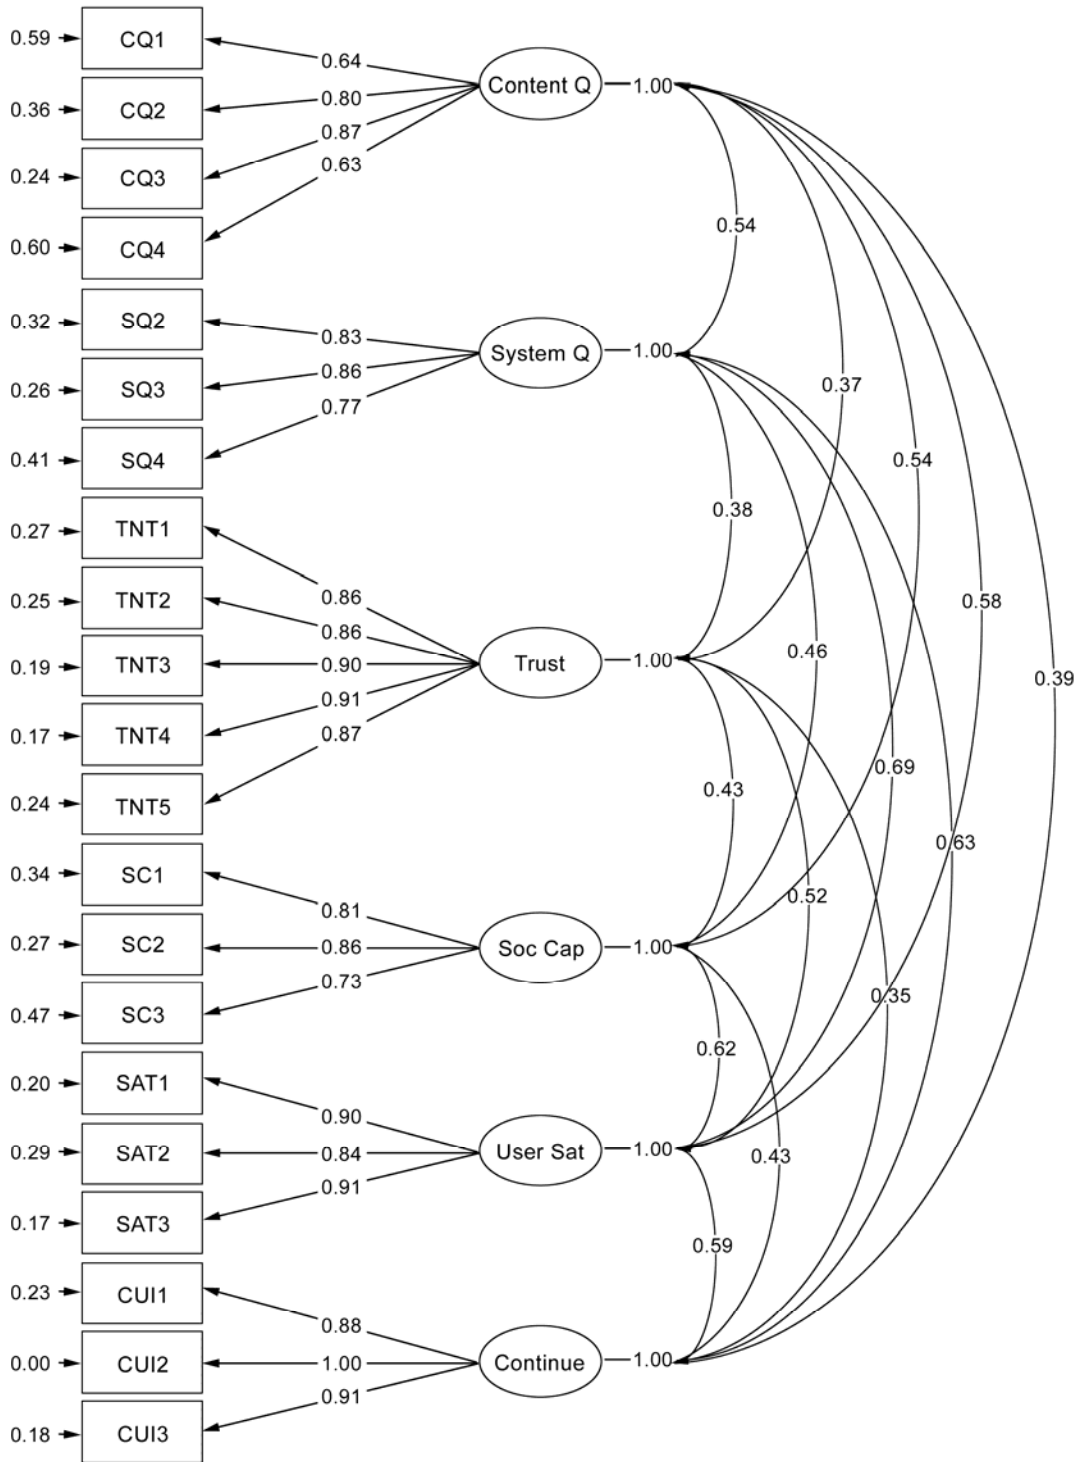 0.59 CQ1
0.64
Content Q 1.00
0.36 CQ2
0.80
0.87
0.24 CQ3
0.63
0.60 CQ4
0.54
0.32 SQ2
0.83
System Q 1.00
0.26 SQ3
0.86
0.37
0.77
0.41 SQ4
0.54
0.38
0.27 TNT1
0.86
0.25 TNT2
0.58
0.86
0.46
0.19 TNT3
0.90
Trust 1.00
0.39
0.91
0.17 TNT4
0.87
0.69
0.43
0.24 TNT5
0.63
0.34 SC1
0.52
0.81
0.27 SC2
0.86
Soc Cap 1.00
0.73
0.35
0.47 SC3
0.62
0.20 SAT1
0.90
0.29 SAT2
0.84
User Sat 1.00
0.43
0.91
0.17 SAT3
0.59
0.23 CUI1
0.88
0.00 CUI2
1.00
Continue 1.00
0.91
0.18 CUI3